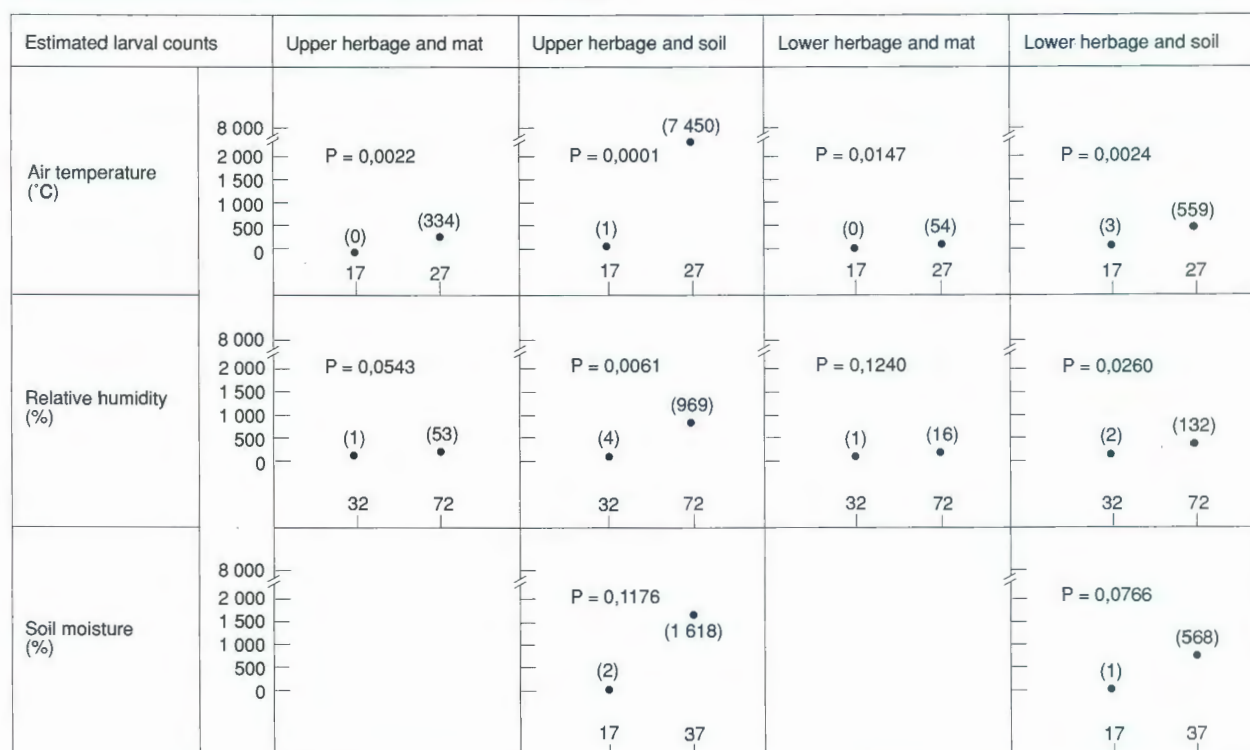 Estimated larval counts
Upper herbage and mat
Upper herbage and soil
Lower herbage and mat
Lower herbage and soil
Air temperature
(˚C)
8 000
2 000
1 500
1 000
500
0
P = 0,0022
(0)
(334)
17 27
P = 0,0001
(7 450)
(1)
17 27
P = 0,0147
(0)
(54)
17 27
P = 0,0024
(3)
(559)
17 27
Relative humidity
(%)
8 000
2 000
1 500
1 000
500
0
P = 0,0543
(1)
(53)
32 72
P = 0,0061
(969)
(4)
32 72
P = 0,1240
(1)
(16)
32 72
P = 0,0260
(2)
(132)
32 72
Soil moisture
(%)
8 000
2 000
1 500
1 000
500
0
P = 0,1176
(1 618)
(2)
17 37
P = 0,0766
(568)
(1)
17 37